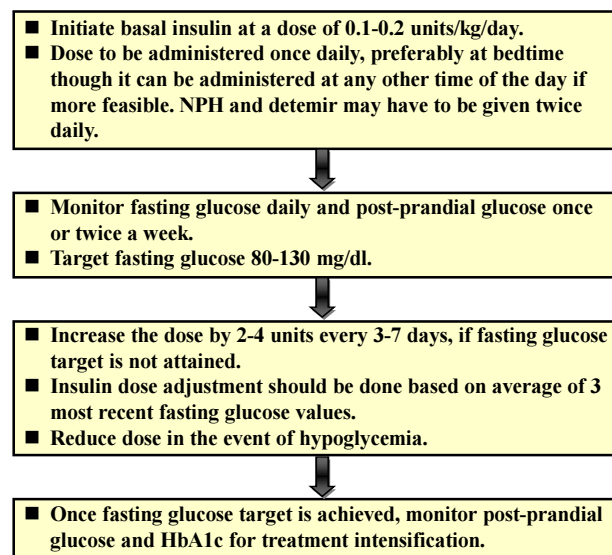 ■ Initiate basal insulin at a dose of 0.1-0.2 units/kg/day.
■ Dose to be administered once daily, preferably at bedtime
though it can be administered at any other time of the day if
more feasible. NPH and detemir may have to be given twice
daily.
■ Monitor fasting glucose daily and post-prandial glucose once
or twice a week.
■ Target fasting glucose 80-130 mg/dl.
■ Increase the dose by 2-4 units every 3-7 days, if fasting glucose
target is not attained.
■ Insulin dose adjustment should be done based on average of 3
most recent fasting glucose values.
■ Reduce dose in the event of hypoglycemia.
■ Once fasting glucose target is achieved, monitor post-prandial
glucose and HbA1c for treatment intensification.